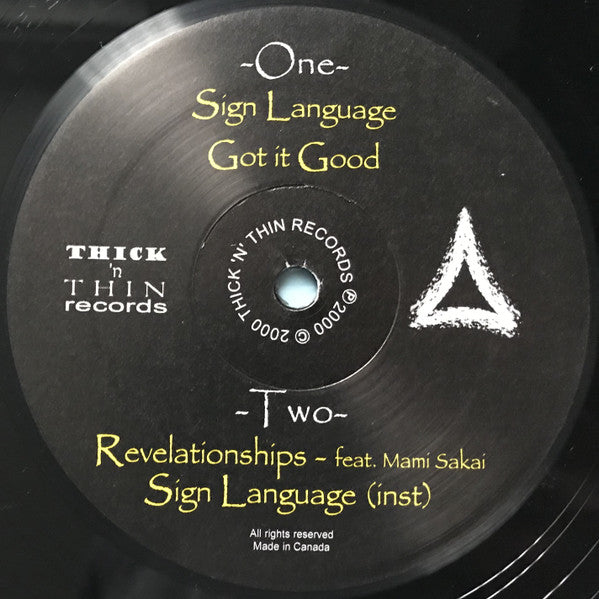 -One-
Sign Language
Got it Good
THICK
'n
THIN
records
THICK 'N' THIN RECORDS ℗ 2000 © 2000
-Two-
Revelationships - feat. Mami Sakai
Sign Language (inst)
All rights reserved
Made in Canada